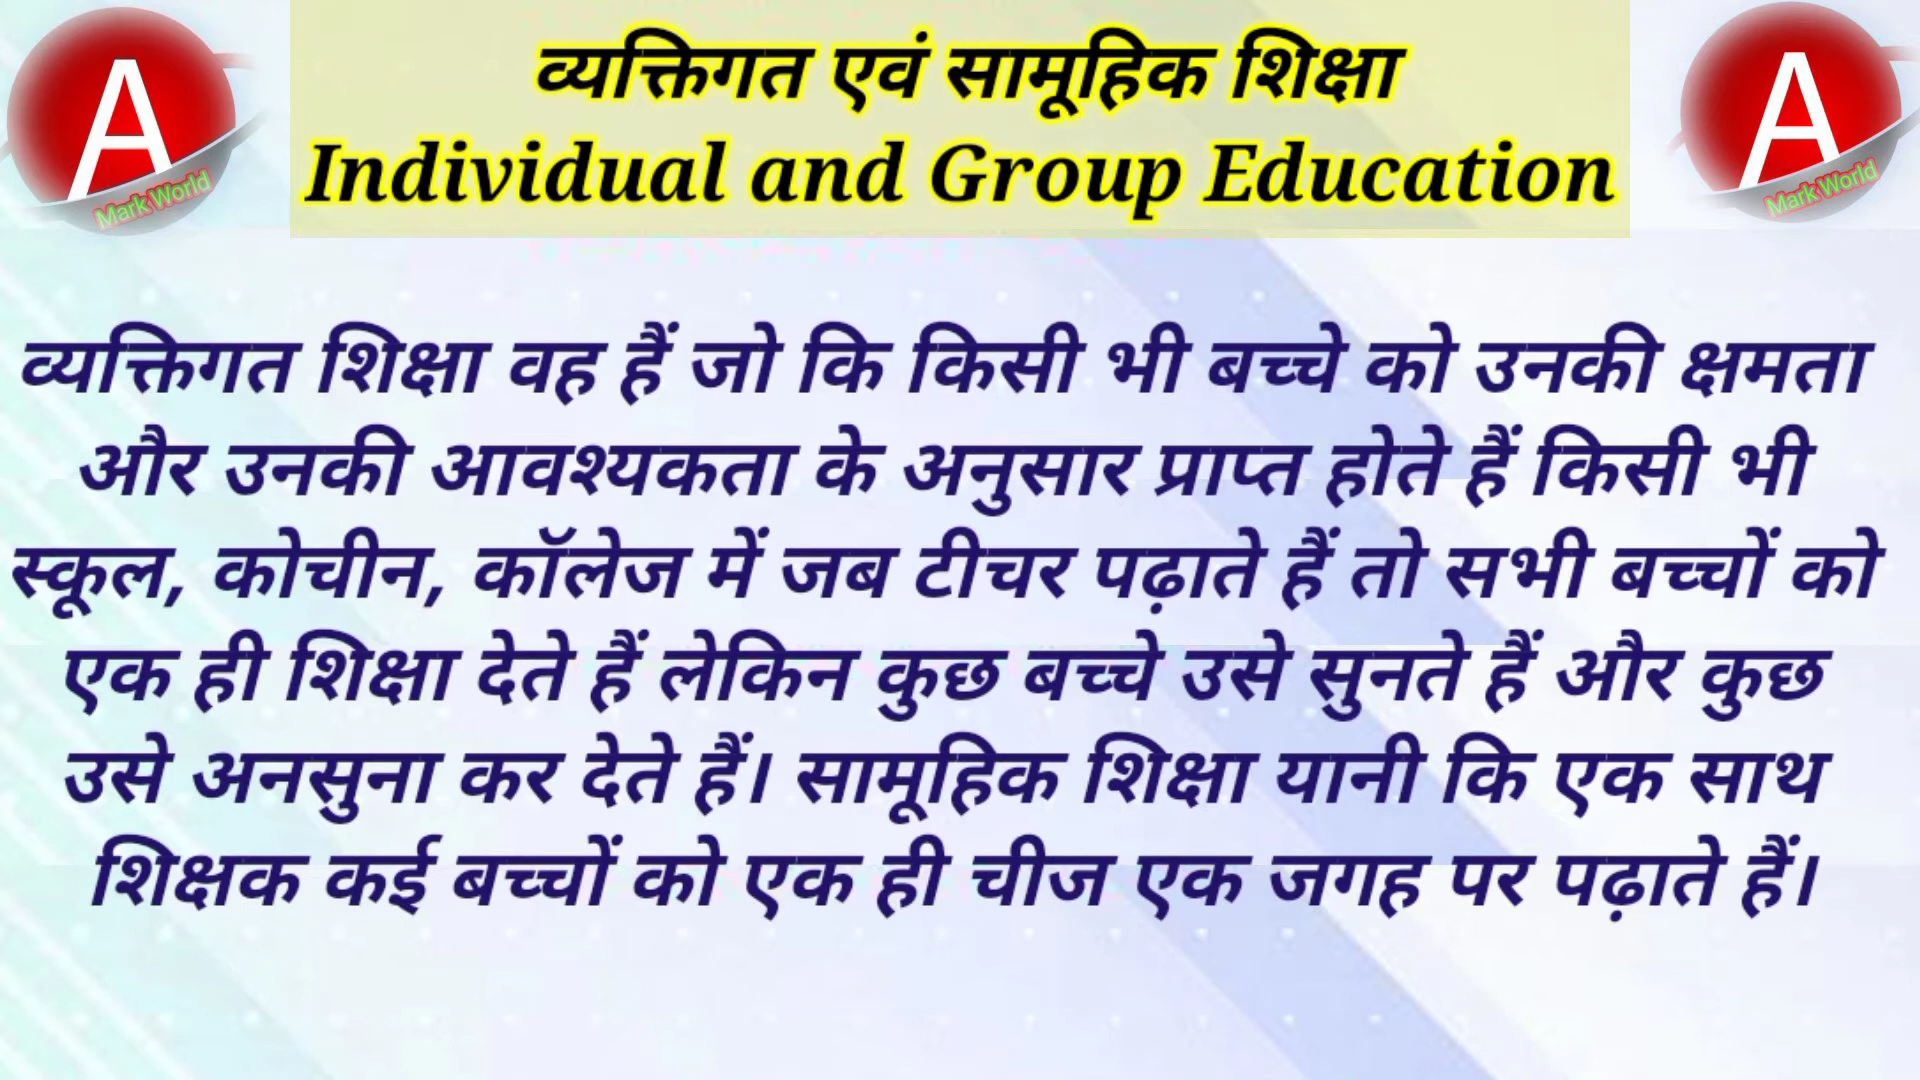 A
Mark World
व्यक्तिगत एवं सामूहिक शिक्षा
Individual and Group Education
A
Mark World
व्यक्तिगत शिक्षा वह हैं जो कि किसी भी बच्चे को उनकी क्षमता
और उनकी आवश्यकता के अनुसार प्राप्त होते हैं किसी भी
स्कूल, कोचीन, कॉलेज में जब टीचर पढ़ाते हैं तो सभी बच्चों को
एक ही शिक्षा देते हैं लेकिन कुछ बच्चे उसे सुनते हैं और कुछ
उसे अनसुना कर देते हैं। सामूहिक शिक्षा यानी कि एक साथ
शिक्षक कई बच्चों को एक ही चीज एक जगह पर पढ़ाते हैं।